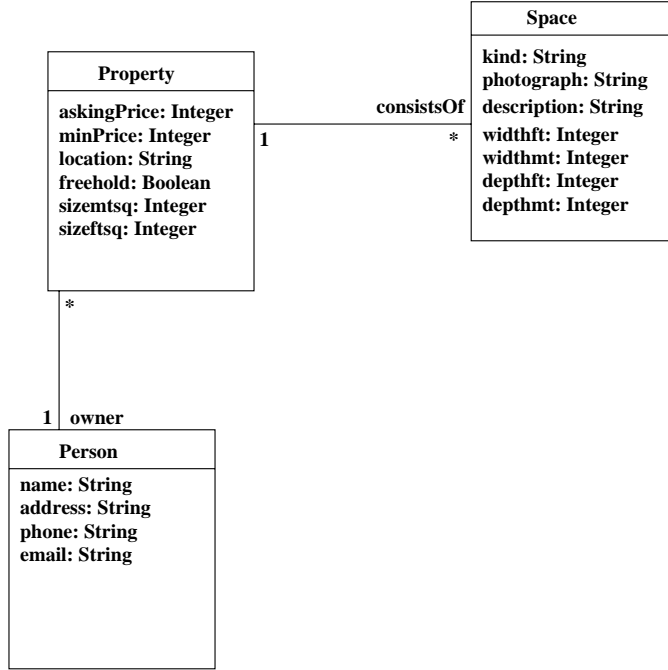 Space
kind: String
photograph: String
description: String
widthft: Integer
widthmt: Integer
depthft: Integer
depthmt: Integer
Property
askingPrice: Integer
minPrice: Integer
location: String
freehold: Boolean
sizemtsq: Integer
sizeftsq: Integer
consistsOf
1
*
*
1 owner
Person
name: String
address: String
phone: String
email: String